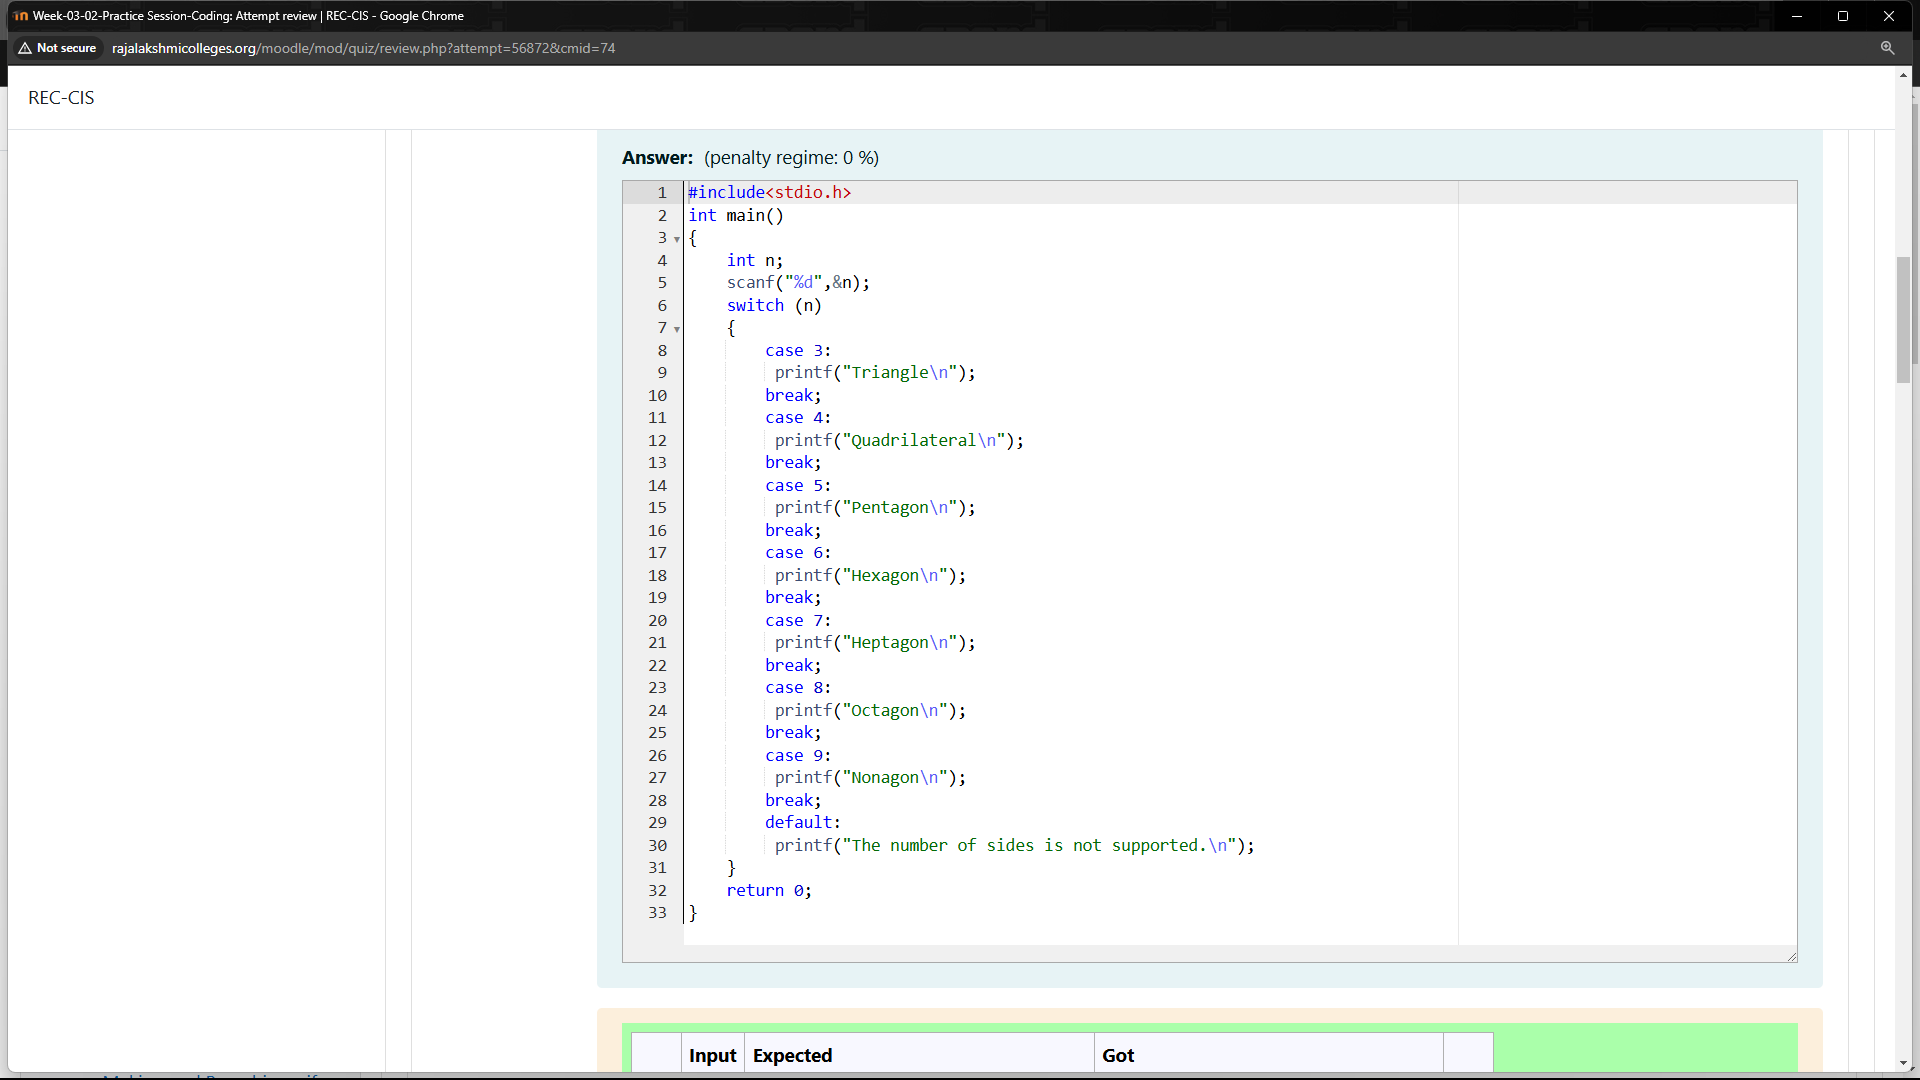 Week-03-02-Practice Session-Coding: Attempt review | REC-CIS - Google Chrome
Not secure rajalakshmicolleges.org/moodle/mod/quiz/review.php?attempt=56872&cmid=74
REC-CIS
Answer: (penalty regime: 0 %)
1 #include<stdio.h>
2 int main()
3 {
4     int n;
5     scanf("%d",&n);
6     switch (n)
7     {
8         case 3:
9          printf("Triangle\n");
10         break;
11         case 4:
12          printf("Quadrilateral\n");
13         break;
14         case 5:
15          printf("Pentagon\n");
16         break;
17         case 6:
18          printf("Hexagon\n");
19         break;
20         case 7:
21          printf("Heptagon\n");
22         break;
23         case 8:
24          printf("Octagon\n");
25         break;
26         case 9:
27          printf("Nonagon\n");
28         break;
29         default:
30          printf("The number of sides is not supported.\n");
31     }
32     return 0;
33 }
Input Expected Got